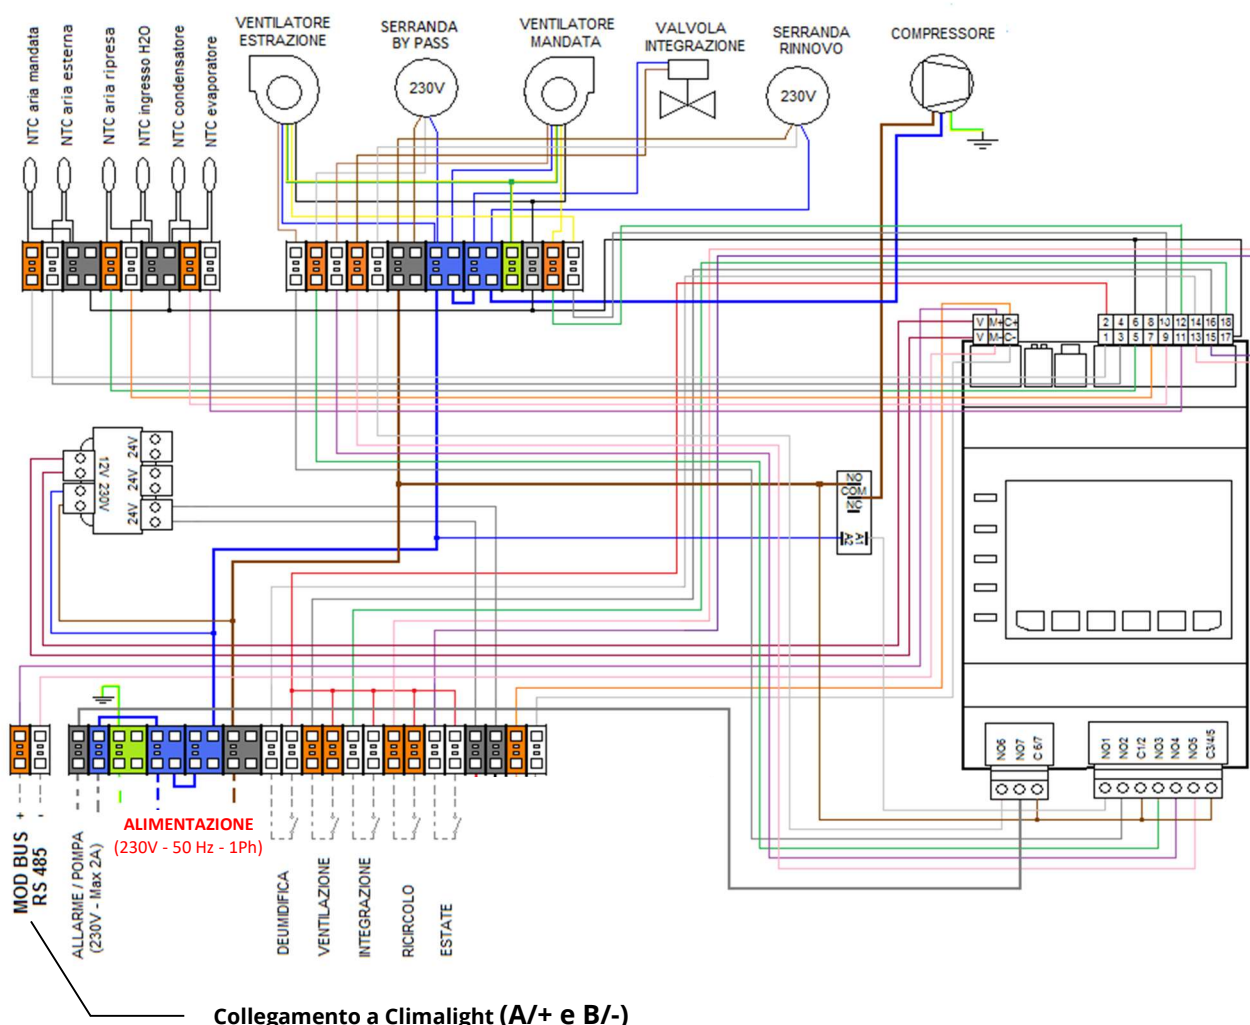 NTC aria mandata
NTC aria esterna
NTC aria ripresa
NTC ingresso H2O
NTC condensatore
NTC evaporatore
VENTILATORE
ESTRAZIONE
SERRANDA
BY PASS
230V
VENTILATORE
MANDATA
VALVOLA
INTEGRAZIONE
SERRANDA
RINNOVO
230V
COMPRESSORE
V M+ C+
V M- C-
2 4 6 8 10 12 14 16 18
1 3 5 7 9 11 13 15 17
12V 230V
24V
24V
24V
NO
COM
A2 A1
NO6 NO7 C 6/7
NO1 NO2 C1/2 NO3 NO4 NO5 C3/4/5
MOD BUS + -
RS 485
ALLARME / POMPA
(230V - Max 2A)
ALIMENTAZIONE
(230V - 50 Hz - 1Ph)
DEUMIDIFICA
VENTILAZIONE
INTEGRAZIONE
RICIRCOLO
ESTATE
Collegamento a Climalight (A/+ e B/-)